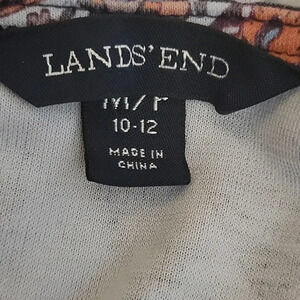 LANDS' END
M/P
10-12
MADE IN
CHINA